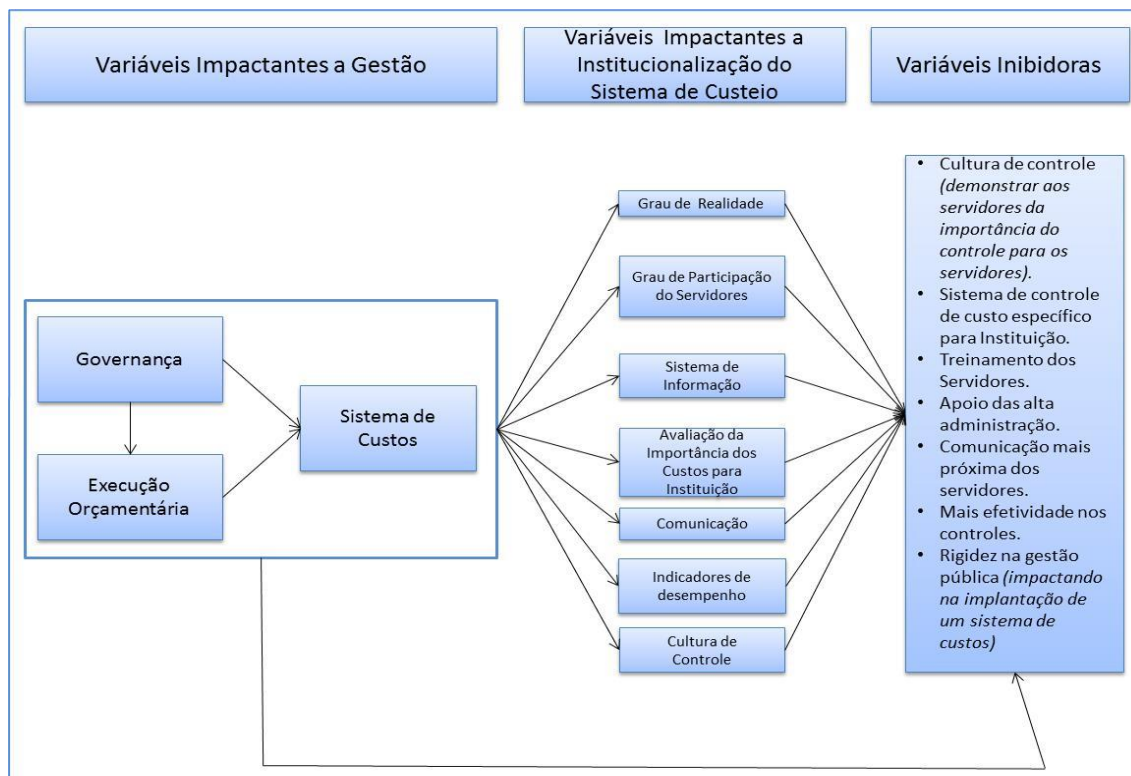 Variáveis Impactantes a Gestão
Variáveis Impactantes a
Institucionalização do
Sistema de Custeio
Variáveis Inibidoras
Governança
Execução
Orçamentária
Sistema de
Custos
Grau de Realidade
Grau de Participação
do Servidores
Sistema de
Informação
Avaliação da
Importância dos
Custos para
Instituição
Comunicação
Indicadores de
desempenho
Cultura de
Controle
• Cultura de controle
(demonstrar aos
servidores da
importância do
controle para os
servidores).
• Sistema de controle
de custo específico
para Instituição.
• Treinamento dos
Servidores.
• Apoio das alta
administração.
• Comunicação mais
próxima dos
servidores.
• Mais efetividade nos
controles.
• Rigidez na gestão
pública (impactando
na implantação de
um sistema de
custos)